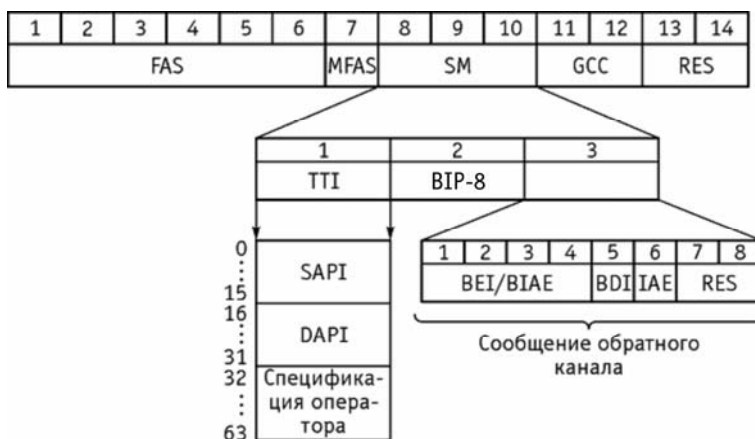 1 2 3 4 5 6 7 8 9 10 11 12 13 14
FAS MFAS SM GCC RES
1 2 3
TTI BIP-8
0
⋮
15
SAPI
16
⋮
31
DAPI
32
⋮
63
Специфика-
ция опера-
тора
1 2 3 4 5 6 7 8
BEI/BIAE BDI IAE RES
Сообщение обратного
канала